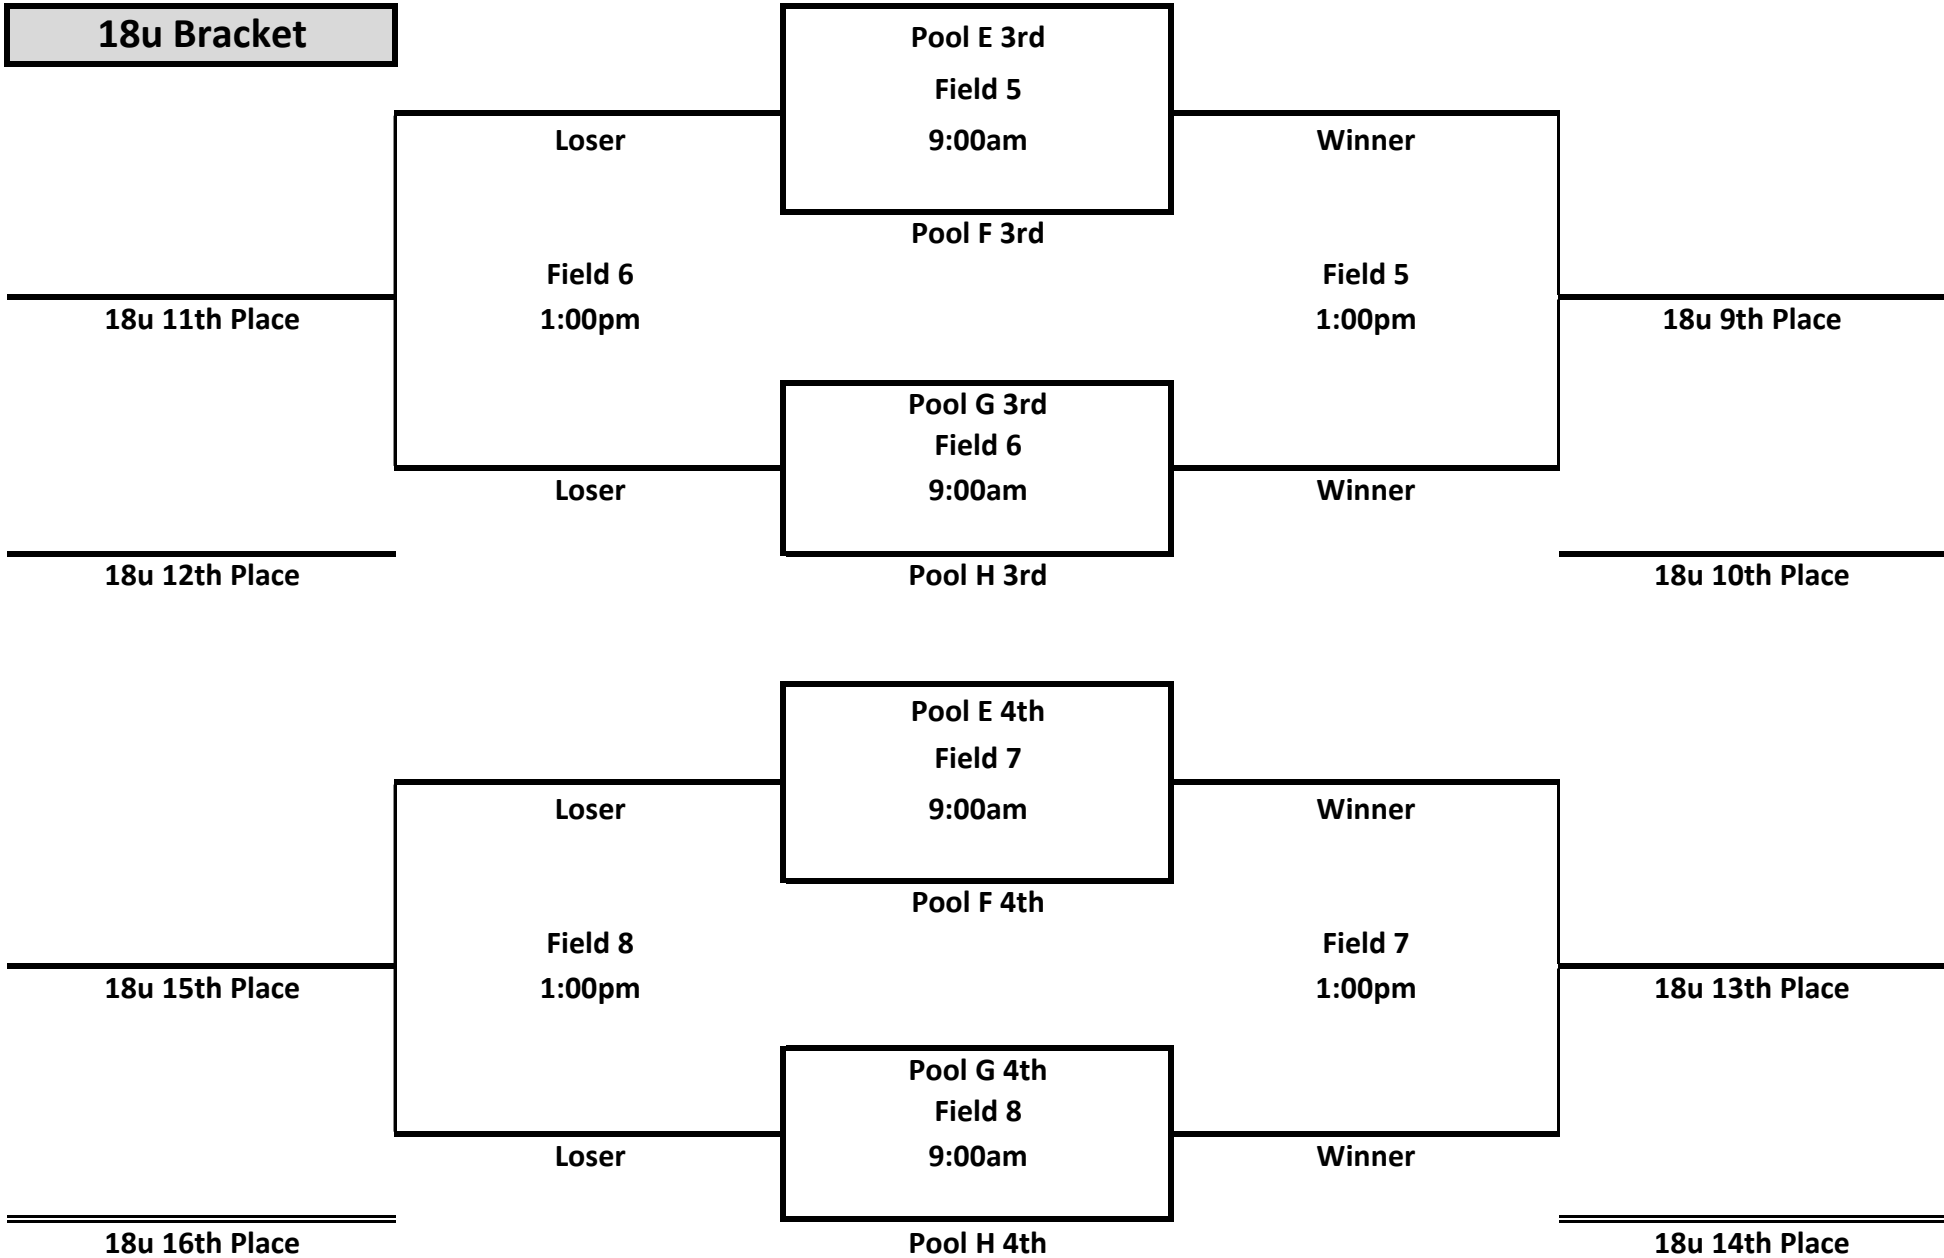 18u Bracket
Pool E 3rd
Field 5
Loser
9:00am
Winner
Pool F 3rd
Field 6
Field 5
18u 11th Place
1:00pm
1:00pm
18u 9th Place
Pool G 3rd
Field 6
Loser
9:00am
Winner
18u 12th Place
Pool H 3rd
18u 10th Place
Pool E 4th
Field 7
Loser
9:00am
Winner
Pool F 4th
Field 8
Field 7
18u 15th Place
1:00pm
1:00pm
18u 13th Place
Pool G 4th
Field 8
Loser
9:00am
Winner
18u 16th Place
Pool H 4th
18u 14th Place